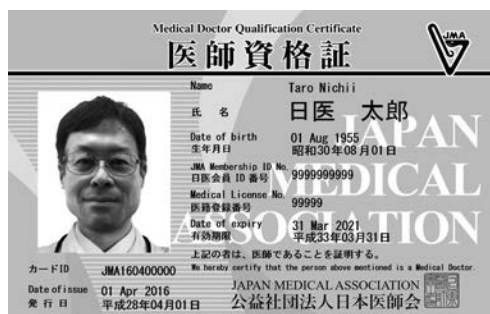 Medical Doctor Qualification Certificate
医師資格証
JMA
Name Taro Nichii
氏 名 日医 太郎
Date of birth 01 Aug 1955
生年月日 昭和30年08月01日
JMA Membership ID No.
日医会員 ID 番号 9999999999
Medical License No.
医籍登録番号 99999
Date of expiry 31 Mar 2021
有効期限 平成33年03月31日
上記の者は、医師であることを証明する。
We hereby certify that the person above mentioned is a Medical Doctor.
カードID JMA160400000
Date of issue 01 Apr 2016
発行日 平成28年04月01日
JAPAN MEDICAL ASSOCIATION
公益社団法人日本医師会
JAPAN
MEDICAL
ASSOCIATION